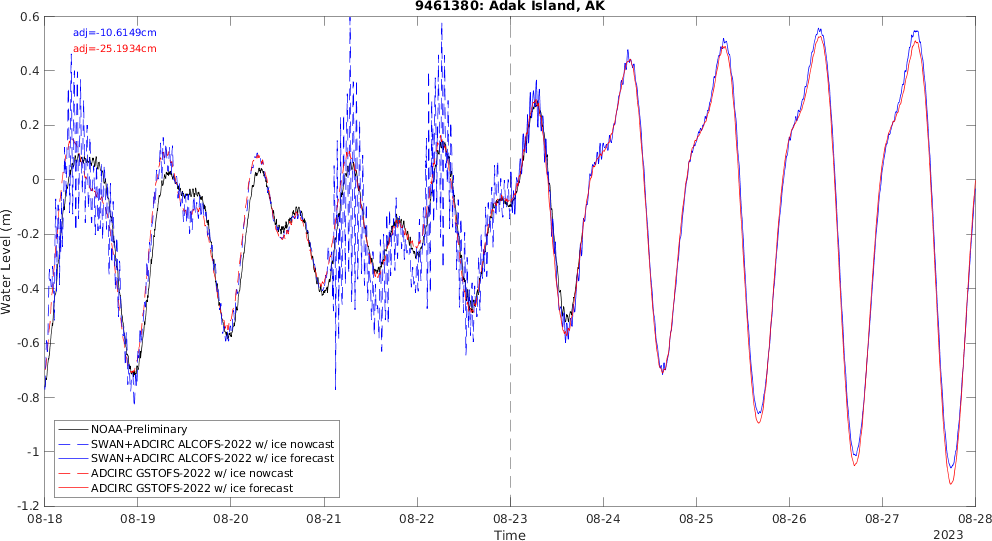 9461380: Adak Island, AK
adj=-10.6149cm
adj=-25.1934cm
Water Level (m)
0.6
0.4
0.2
0
-0.2
-0.4
-0.6
-0.8
-1
-1.2
NOAA-Preliminary
SWAN+ADCIRC ALCOFS-2022 w/ ice nowcast
SWAN+ADCIRC ALCOFS-2022 w/ ice forecast
ADCIRC GSTOFS-2022 w/ ice nowcast
ADCIRC GSTOFS-2022 w/ ice forecast
08-18 08-19 08-20 08-21 08-22 08-23 08-24 08-25 08-26 08-27 08-28
Time
2023